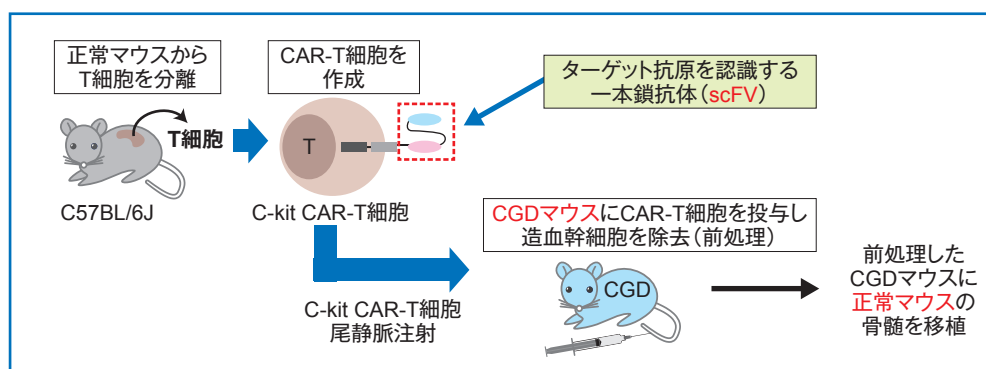 正常マウスから
T細胞を分離
T細胞
C57BL/6J
CAR-T細胞を
作成
T
C-kit CAR-T細胞
ターゲット抗原を認識する
一本鎖抗体（scFV）
C-kit CAR-T細胞
尾静脈注射
CGDマウスにCAR-T細胞を投与し
造血幹細胞を除去（前処理）
CGD
前処理した
CGDマウスに
正常マウスの
骨髄を移植